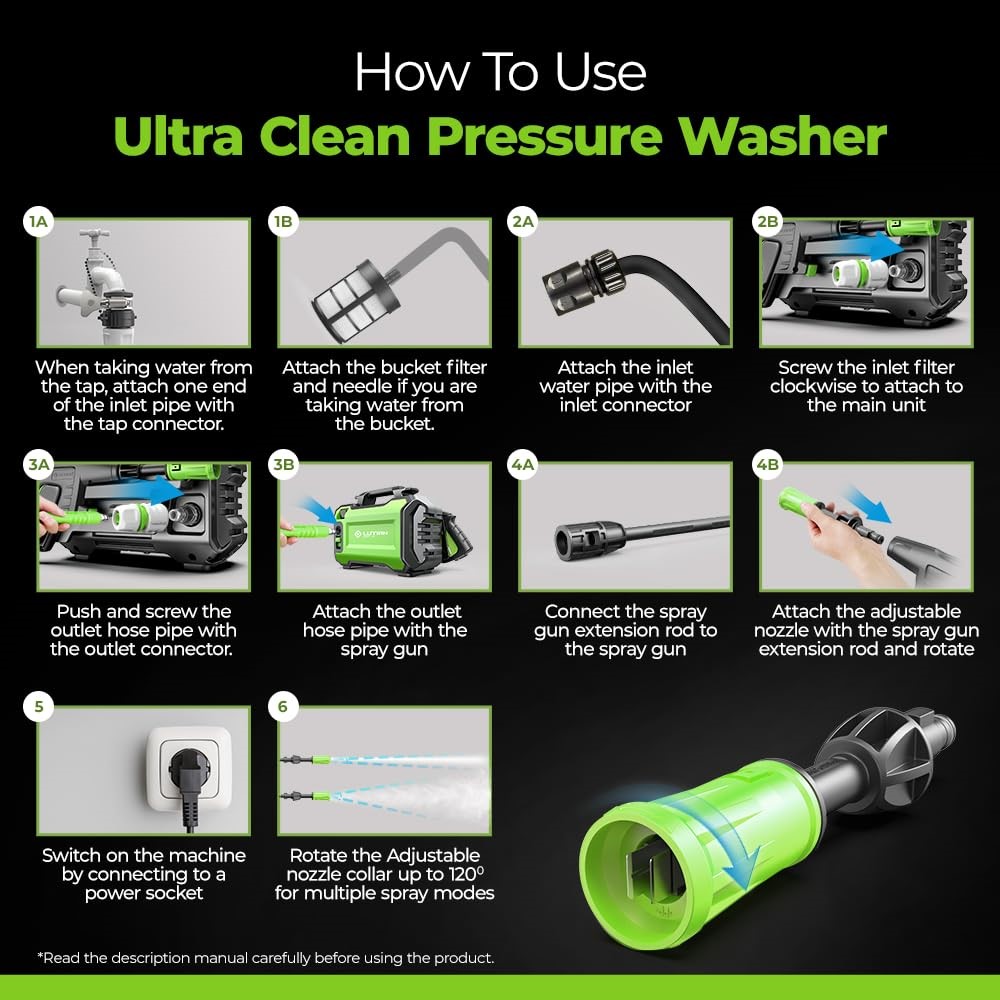 How To Use
Ultra Clean Pressure Washer
1A
When taking water from
the tap, attach one end
of the inlet pipe with
the tap connector.
1B
Attach the bucket filter
and needle if you are
taking water from
the bucket.
2A
Attach the inlet
water pipe with the
inlet connector
2B
Screw the inlet filter
clockwise to attach to
the main unit
3A
Push and screw the
outlet hose pipe with
the outlet connector.
3B
LUTIAN
Attach the outlet
hose pipe with the
spray gun
4A
Connect the spray
gun extension rod to
the spray gun
4B
Attach the adjustable
nozzle with the spray gun
extension rod and rotate
5
Switch on the machine
by connecting to a
power socket
6
Rotate the Adjustable
nozzle collar up to 120⁰
for multiple spray modes
*Read the description manual carefully before using the product.